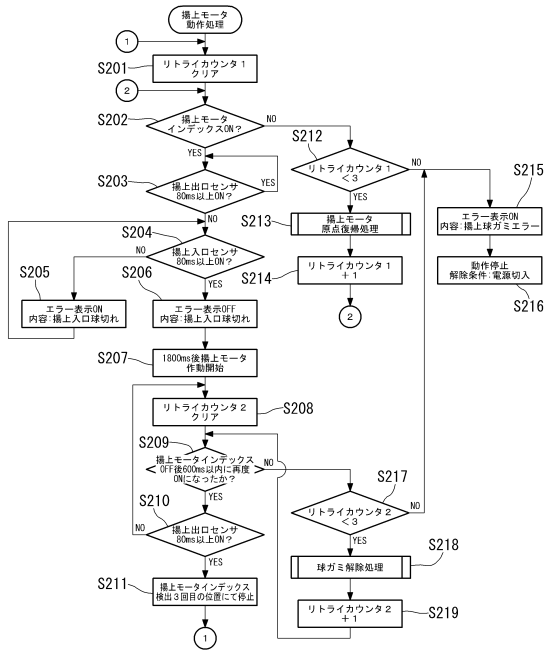 揚上モータ
動作処理
1
S201
リトライカウンタ1
クリア
2
S202
揚上モータ
インデックスON?
NO
YES
S203
揚上出口センサ
80ms以上ON?
YES
NO
S204
揚上入口センサ
80ms以上ON?
NO
YES
S205
エラー表示ON
内容:揚上入口球切れ
S206
エラー表示OFF
内容:揚上入口球切れ
S207
1800ms後揚上モータ
作動開始
S208
リトライカウンタ2
クリア
S209
揚上モータインデックス
OFF後600ms以内に再度
ONになったか?
NO
YES
S210
揚上出口センサ
80ms以上ON?
NO
YES
S211
揚上モータインデックス
検出3回目の位置にて停止
1
S212
リトライカウンタ1
<3
NO
YES
S213
揚上モータ
原点復帰処理
S214
リトライカウンタ1
+1
2
S215
エラー表示ON
内容:揚上球ガミエラー
動作停止
解除条件:電源切入
S216
S217
リトライカウンタ2
<3
NO
YES
S218
球ガミ解除処理
S219
リトライカウンタ2
+1